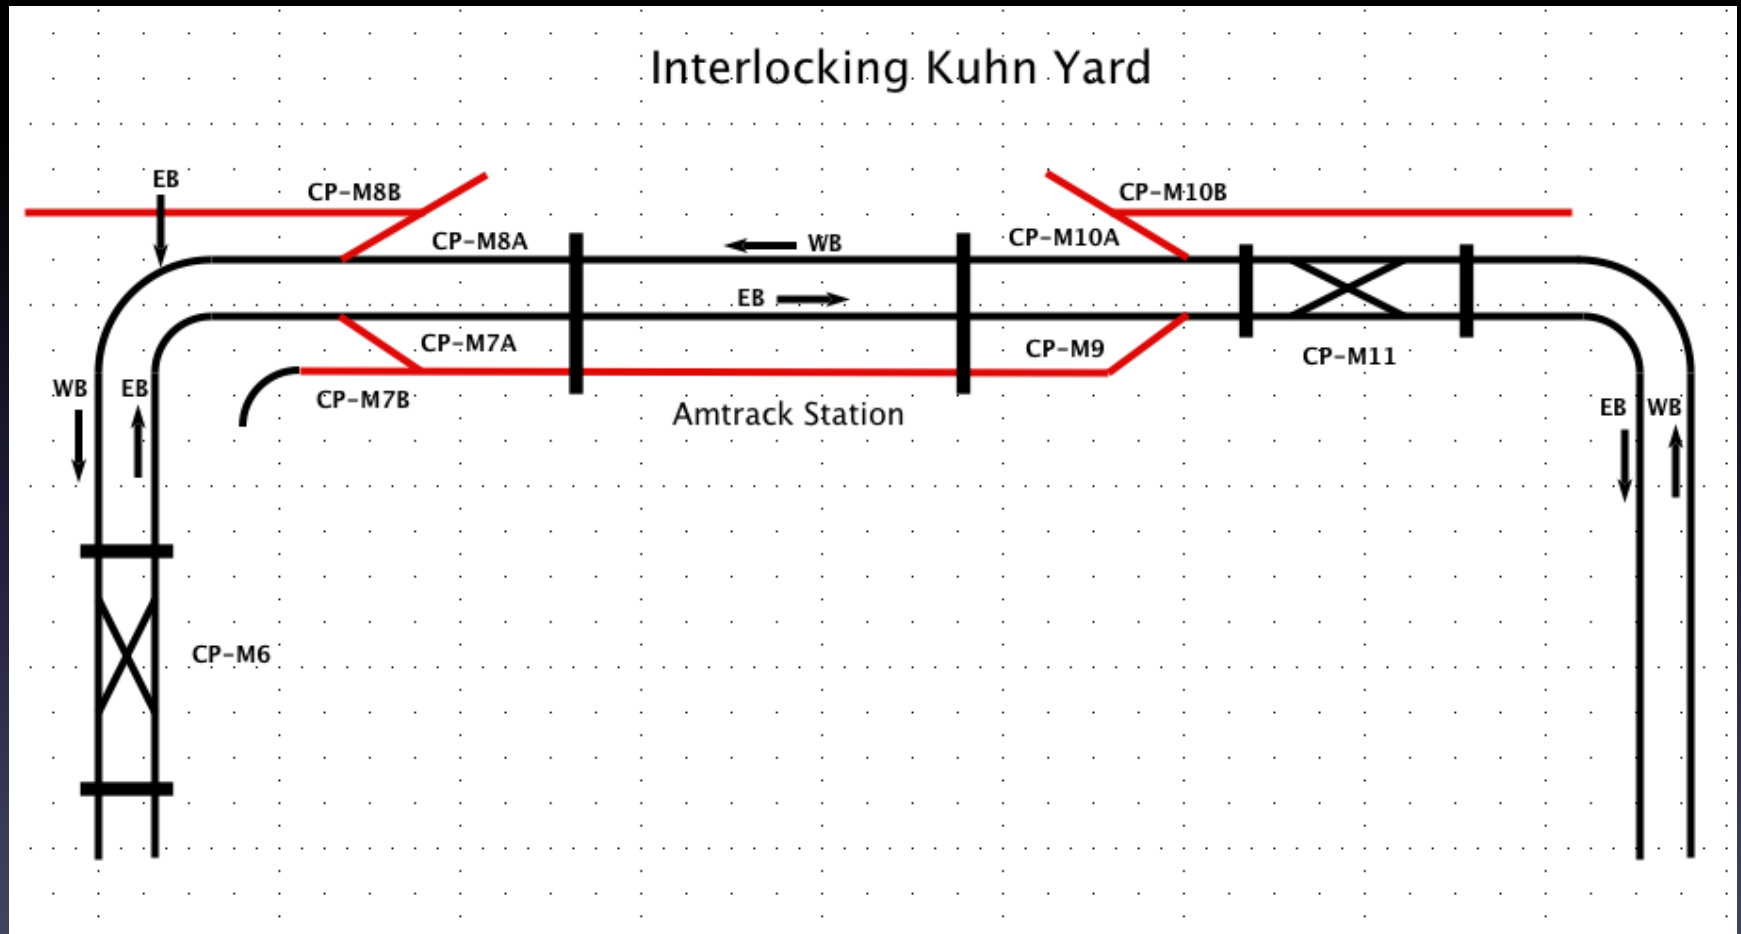 Interlocking Kuhn Yard
EB
CP-M8B
CP-M10B
CP-M8A
WB
CP-M10A
EB
CP-M7A
CP-M9
CP-M11
WB EB
CP-M7B
Amtrack Station
EB WB
CP-M6